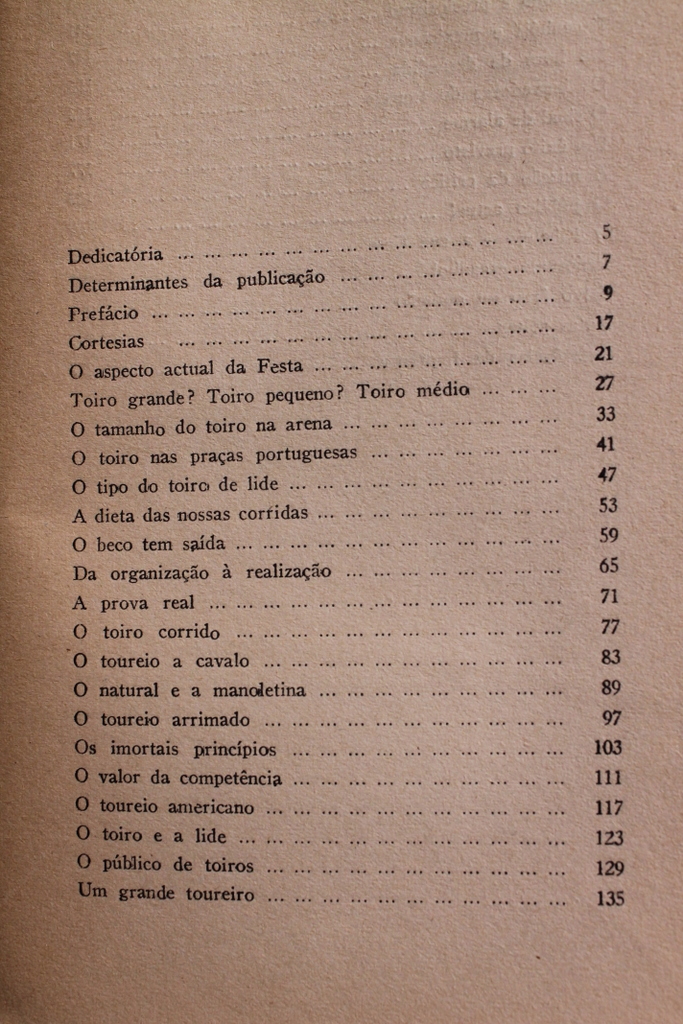 Dedicatória ... ... ... ... ... ... ... ... ... ... ... ... ... ... 5
Determinantes da publicação ... ... ... ... ... ... ... ... 7
Prefácio ... ... ... ... ... ... ... ... ... ... ... ... ... ... ... 9
Cortesias ... ... ... ... ... ... ... ... ... ... ... ... ... ... 17
O aspecto actual da Festa ... ... ... ... ... ... ... ... ... 21
Toiro grande? Toiro pequeno? Toiro médio ... ... ... 27
O tamanho do toiro na arena ... ... ... ... ... ... ... ... 33
O toiro nas praças portuguesas ... ... ... ... ... ... ... 41
O tipo do toiro de lide ... ... ... ... ... ... ... ... ... ... 47
A dieta das nossas corridas ... ... ... ... ... ... ... ... ... 53
O beco tem saída ... ... ... ... ... ... ... ... ... ... ... ... 59
Da organização à realização ... ... ... ... ... ... ... ... 65
A prova real ... ... ... ... ... ... ... ... ... ... ... ... ... 71
O toiro corrido ... ... ... ... ... ... ... ... ... ... ... ... 77
O toureio a cavalo ... ... ... ... ... ... ... ... ... ... ... 83
O natural e a manoletina ... ... ... ... ... ... ... ... ... 89
O toureio arrimado ... ... ... ... ... ... ... ... ... ... ... 97
Os imortais princípios ... ... ... ... ... ... ... ... ... ... 103
O valor da competência ... ... ... ... ... ... ... ... ... ... 111
O toureio americano ... ... ... ... ... ... ... ... ... ... ... 117
O toiro e a lide ... ... ... ... ... ... ... ... ... ... ... ... 123
O público de toiros ... ... ... ... ... ... ... ... ... ... ... 129
Um grande toureiro ... ... ... ... ... ... ... ... ... ... ... 135